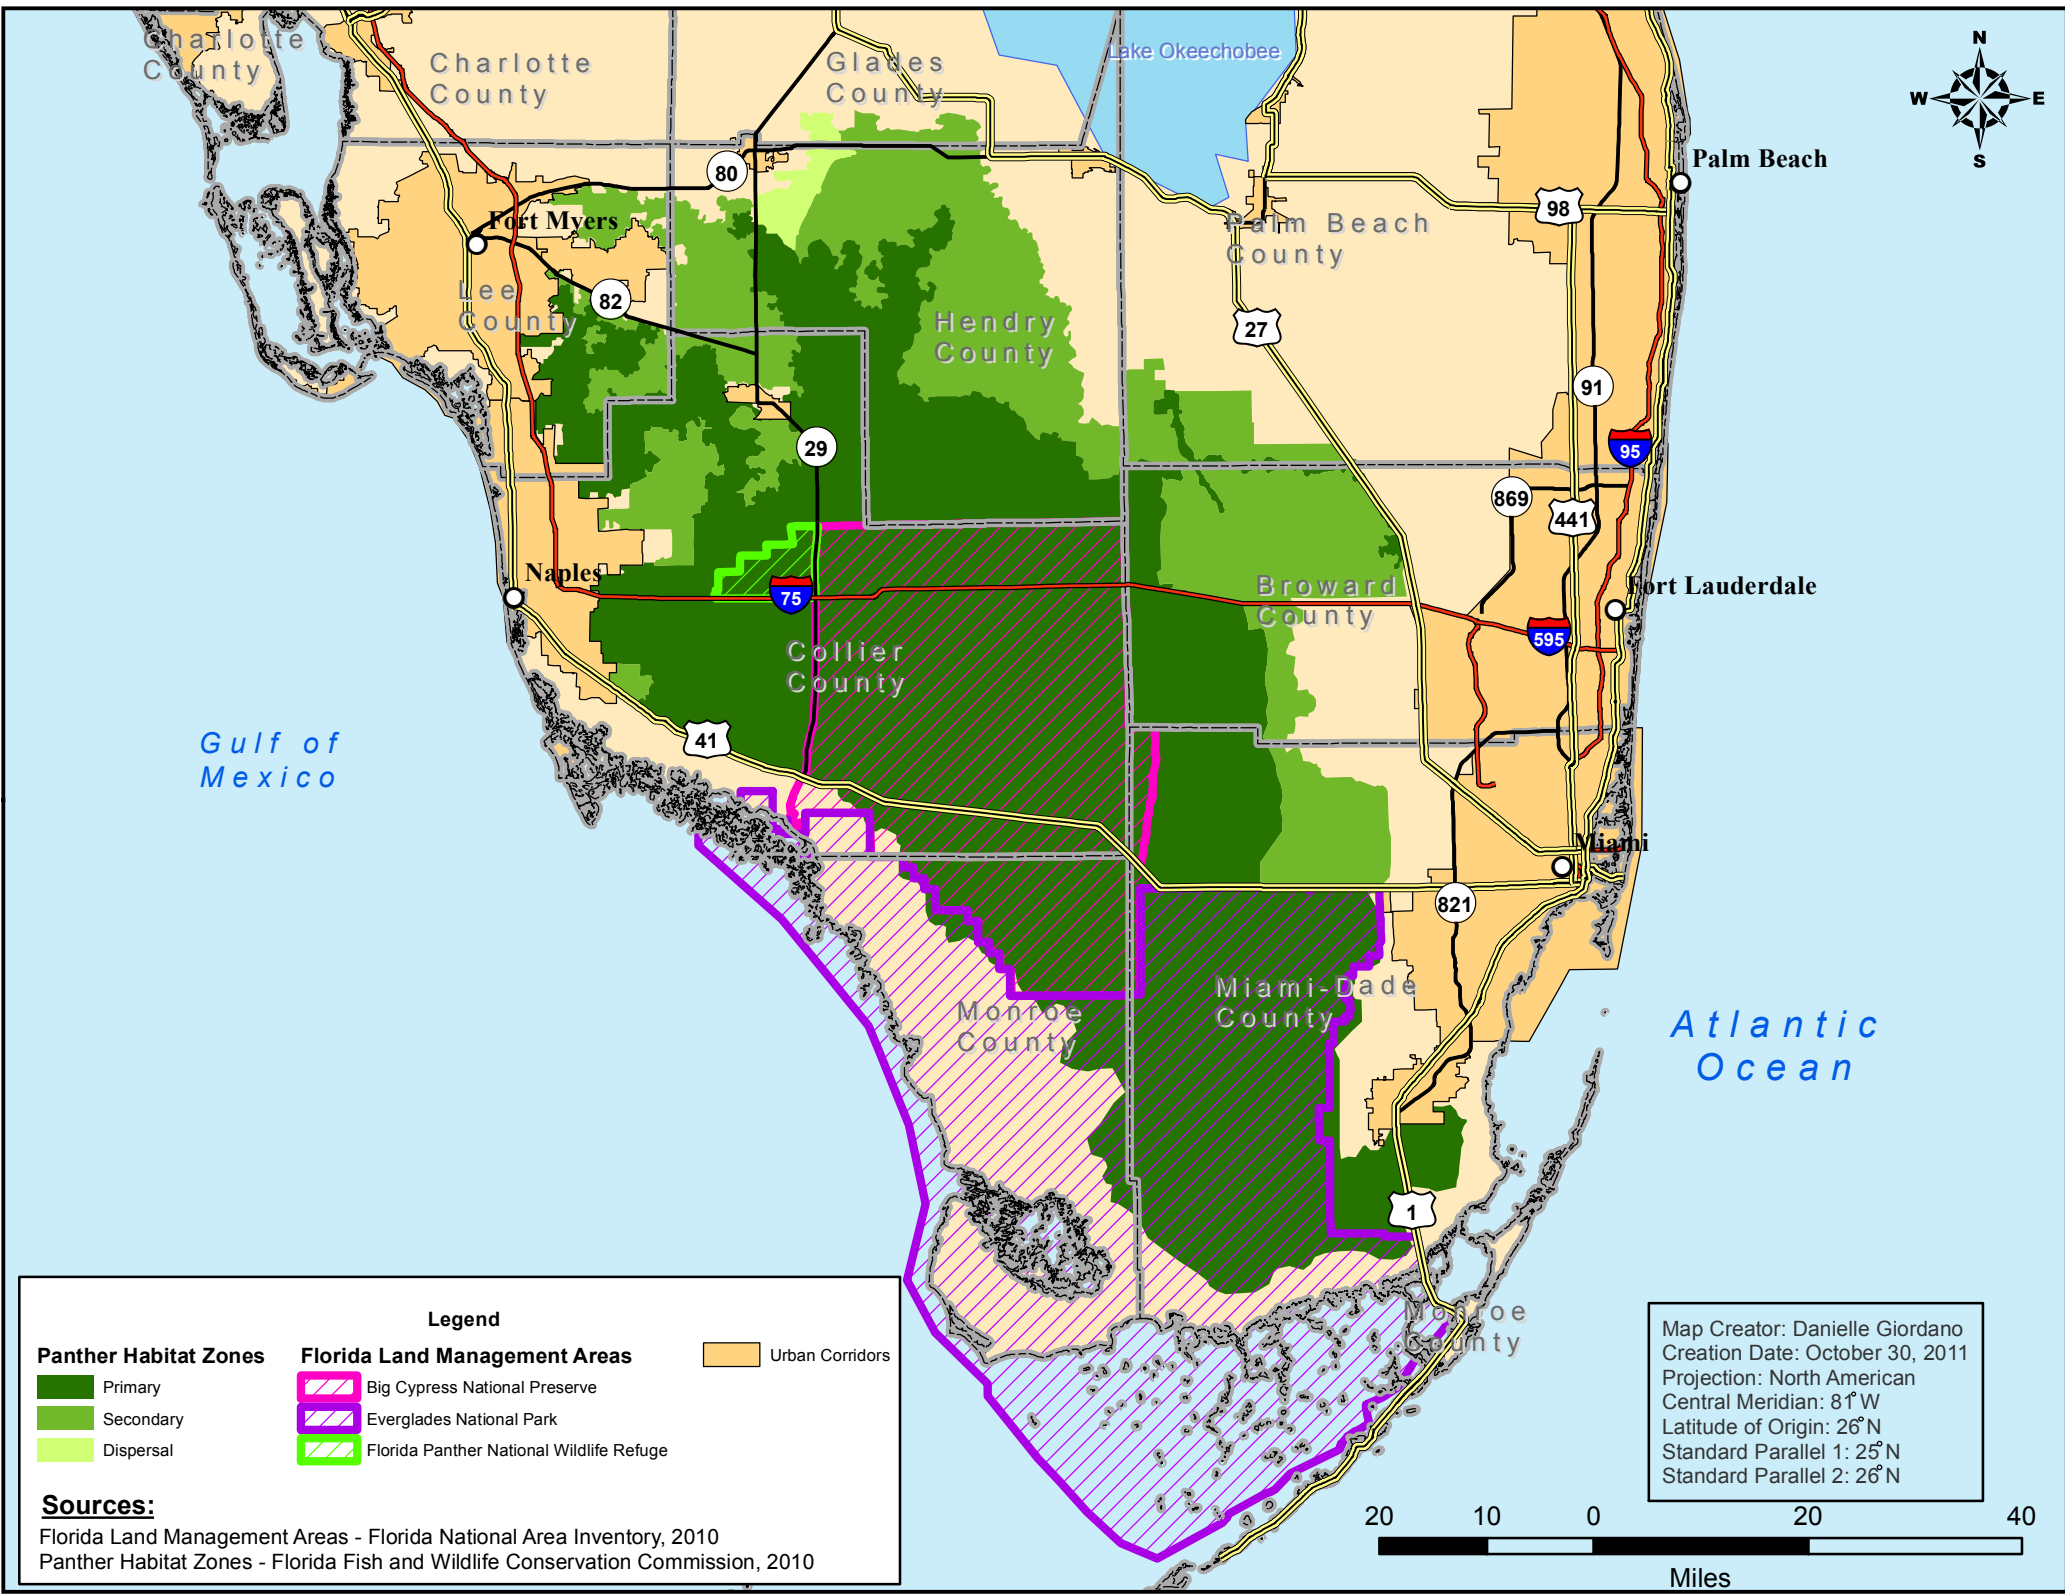 Charlotte
County
Charlotte
County
Glades
County
Lake Okeechobee
N
W
E
S
Palm Beach
80
98
Fort Myers
Palm Beach
County
Lee
County
82
Hendry
County
27
91
29
95
869
441
Naples
75
Broward
County
Fort Lauderdale
595
Collier
County
Gulf of
Mexico
41
Miami
821
Miami-Dade
County
Monroe
County
Atlantic
Ocean
1
Monroe
County
Legend
Panther Habitat Zones
Primary
Secondary
Dispersal
Florida Land Management Areas
Big Cypress National Preserve
Everglades National Park
Florida Panther National Wildlife Refuge
Urban Corridors
Sources:
Florida Land Management Areas - Florida National Area Inventory, 2010
Panther Habitat Zones - Florida Fish and Wildlife Conservation Commission, 2010
Map Creator: Danielle Giordano
Creation Date: October 30, 2011
Projection: North American
Central Meridian: 81°W
Latitude of Origin: 26°N
Standard Parallel 1: 25°N
Standard Parallel 2: 26°N
20 10 0 20 40
Miles